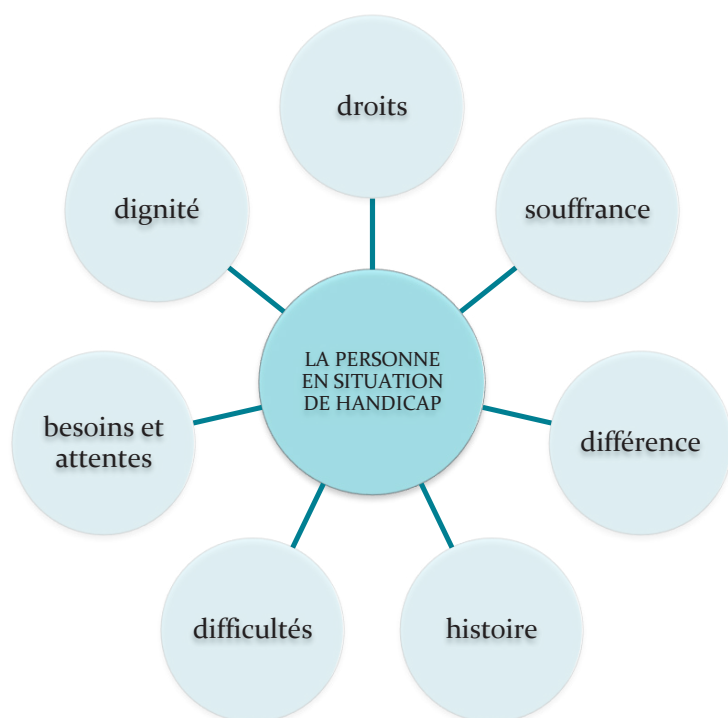 droits
dignité
souffrance
LA PERSONNE
EN SITUATION
DE HANDICAP
besoins et
attentes
différence
difficultés
histoire